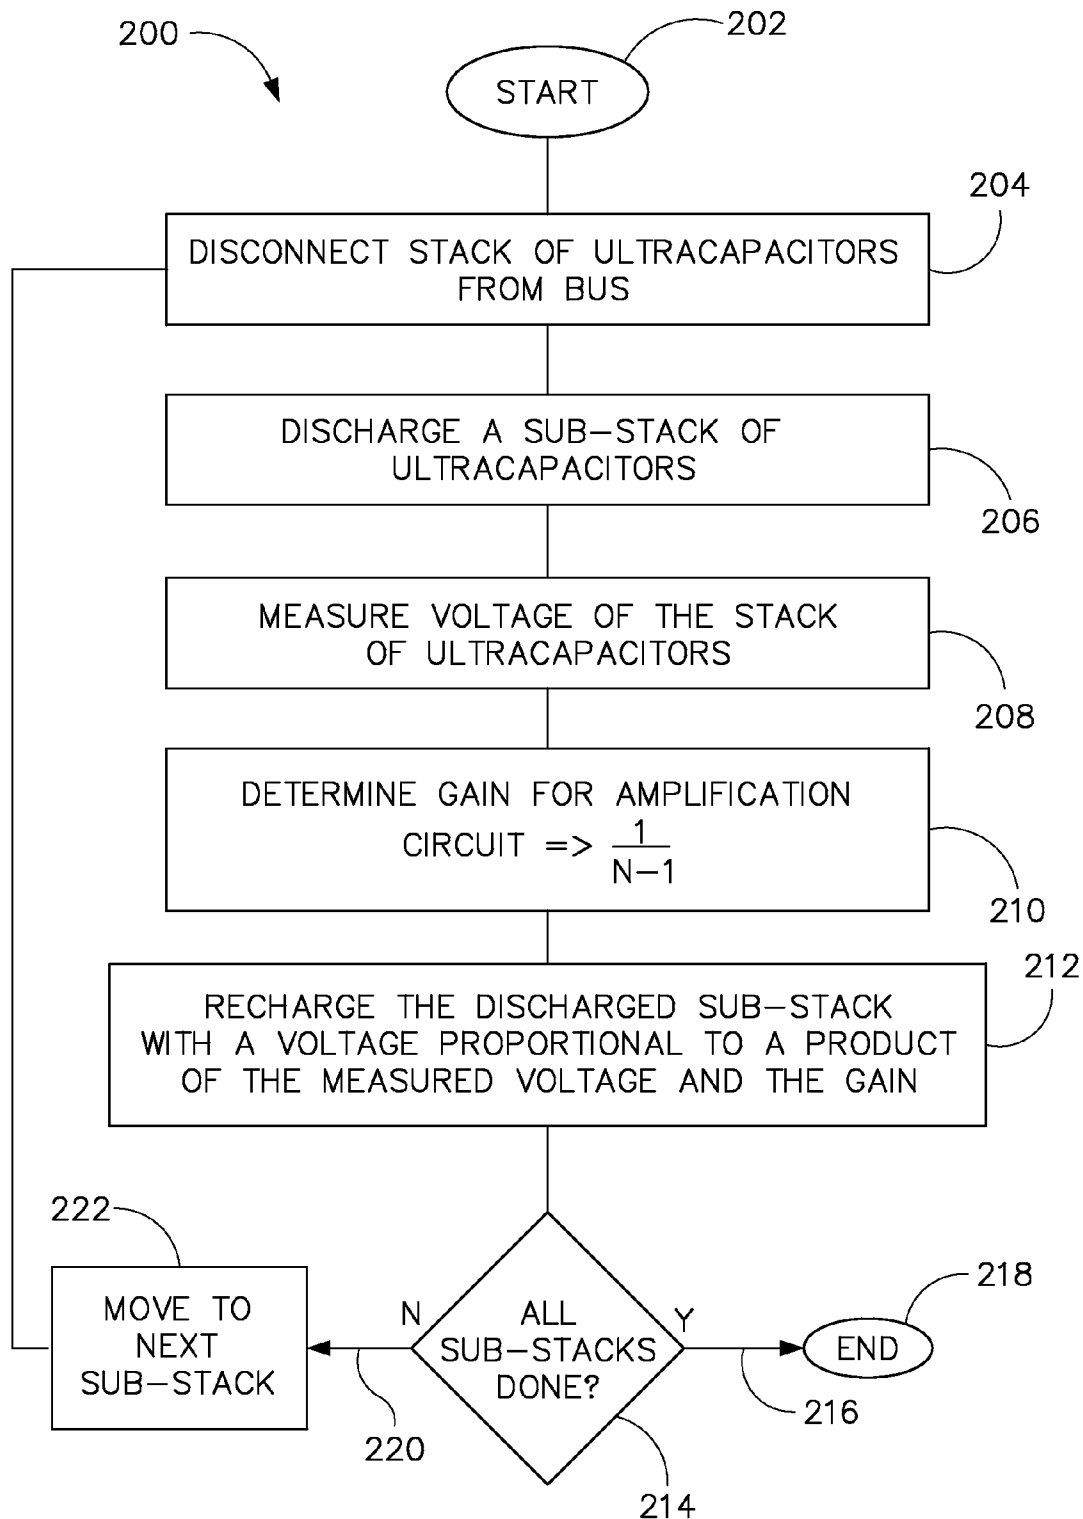 200
202
START
204
DISCONNECT STACK OF ULTRACAPACITORS
FROM BUS
DISCHARGE A SUB-STACK OF
ULTRACAPACITORS
206
MEASURE VOLTAGE OF THE STACK
OF ULTRACAPACITORS
208
DETERMINE GAIN FOR AMPLIFICATION
CIRCUIT => 1/N-1
210
212
RECHARGE THE DISCHARGED SUB-STACK
WITH A VOLTAGE PROPORTIONAL TO A PRODUCT
OF THE MEASURED VOLTAGE AND THE GAIN
222
MOVE TO
NEXT
SUB-STACK
N
220
ALL
SUB-STACKS
DONE?
214
Y
216
218
END